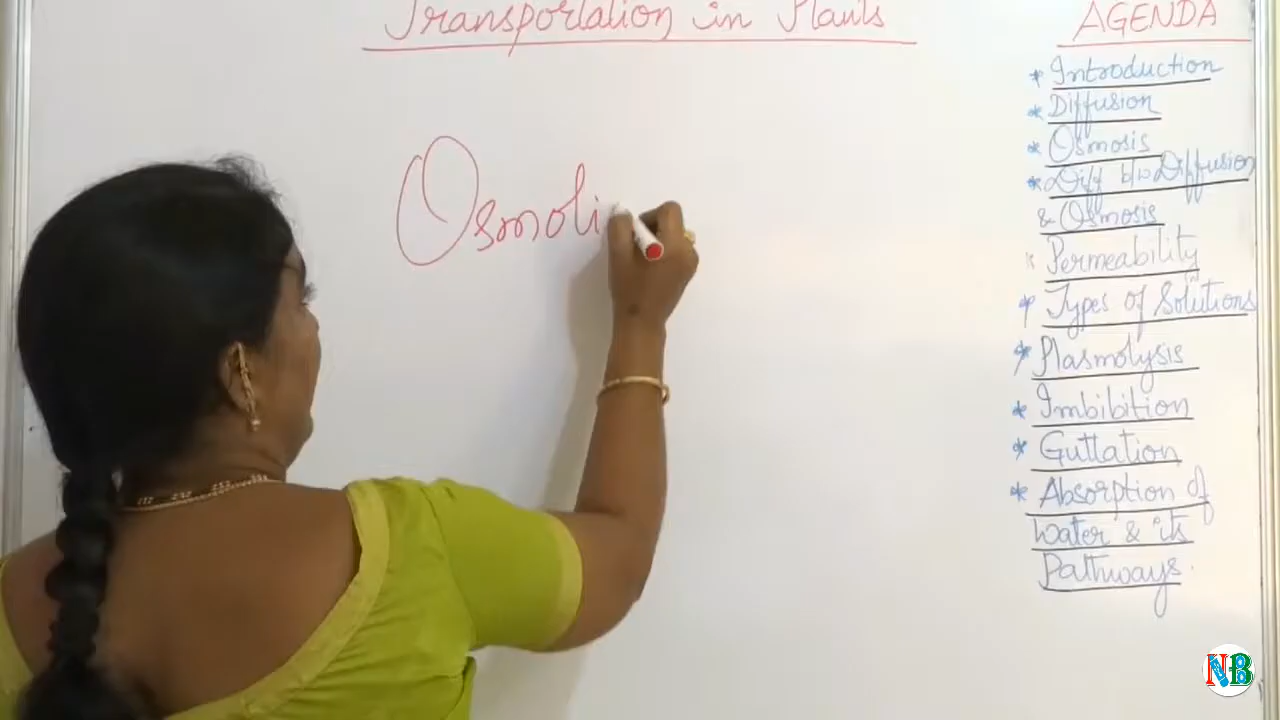 Transportation in Plants
Osmoli
AGENDA
* Introduction
* Diffusion
* Osmosis
* Diff b/w Diffusion
& Osmosis
* Permeability
* Types of Solutions
* Plasmolysis
* Imbibition
* Guttation
* Absorption of
Water & its
Pathways.
NB